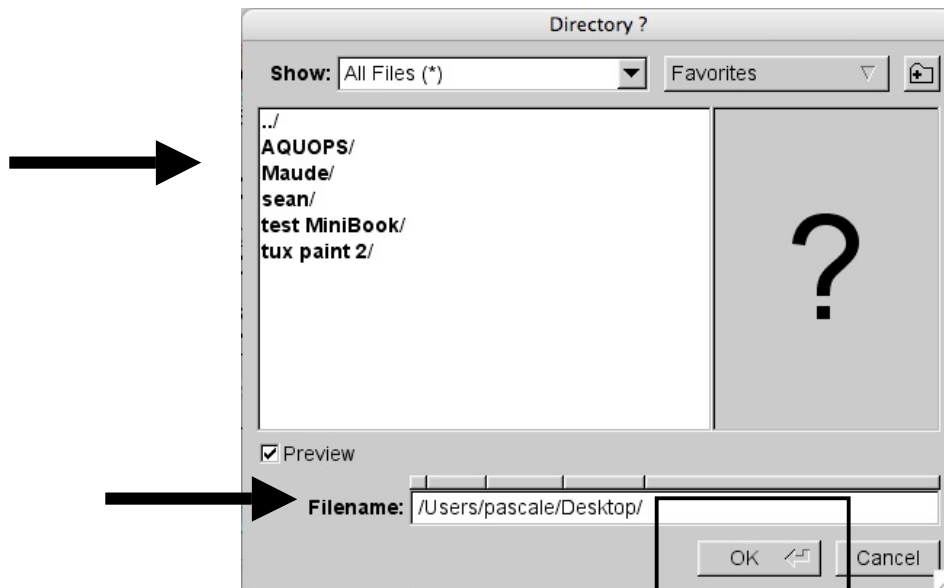 Directory ?
Show: All Files (*) Favorites
../
AQUOPS/
Maude/
sean/
test MiniBook/
tux paint 2/
?
Preview
Filename: /Users/pascale/Desktop/
OK Cancel